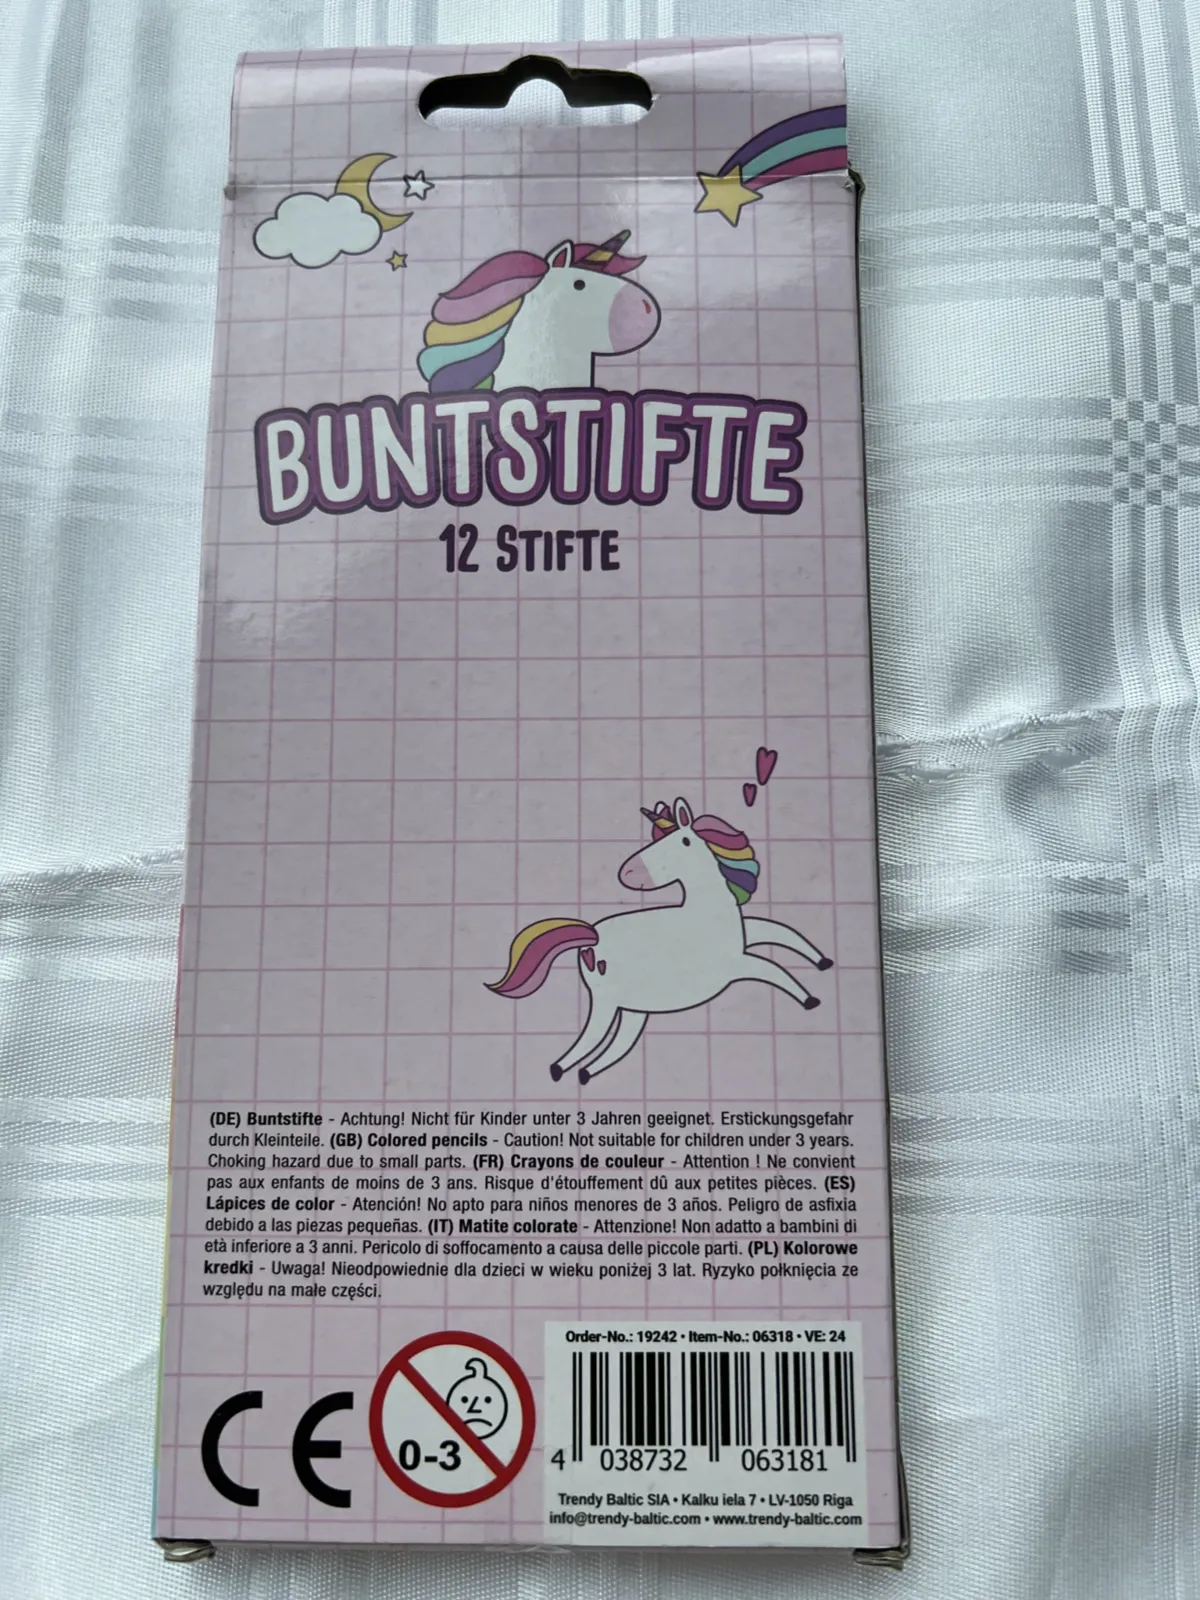 BUNTSTIFTE
12 STIFTE
(DE) Buntstifte - Achtung! Nicht für Kinder unter 3 Jahren geeignet. Erstickungsgefahr
durch Kleinteile. (GB) Colored pencils - Caution! Not suitable for children under 3 years.
Choking hazard due to small parts. (FR) Crayons de couleur - Attention ! Ne convient
pas aux enfants de moins de 3 ans. Risque d'étouffement dû aux petites pièces. (ES)
Lápices de color - Atención! No apto para niños menores de 3 años. Peligro de asfixia
debido a las piezas pequeñas. (IT) Matite colorate - Attenzione! Non adatto a bambini di
età inferiore a 3 anni. Pericolo di soffocamento a causa delle piccole parti. (PL) Kolorowe
kredki - Uwaga! Nieodpowiednie dla dzieci w wieku poniżej 3 lat. Ryzyko połknięcia ze
względu na małe części.
CE
0-3
Order-No.: 19242 • Item-No.: 06318 • VE: 24
4 038732 063181
Trendy Baltic SIA • Kalku iela 7 • LV-1050 Riga
info@trendy-baltic.com • www.trendy-baltic.com